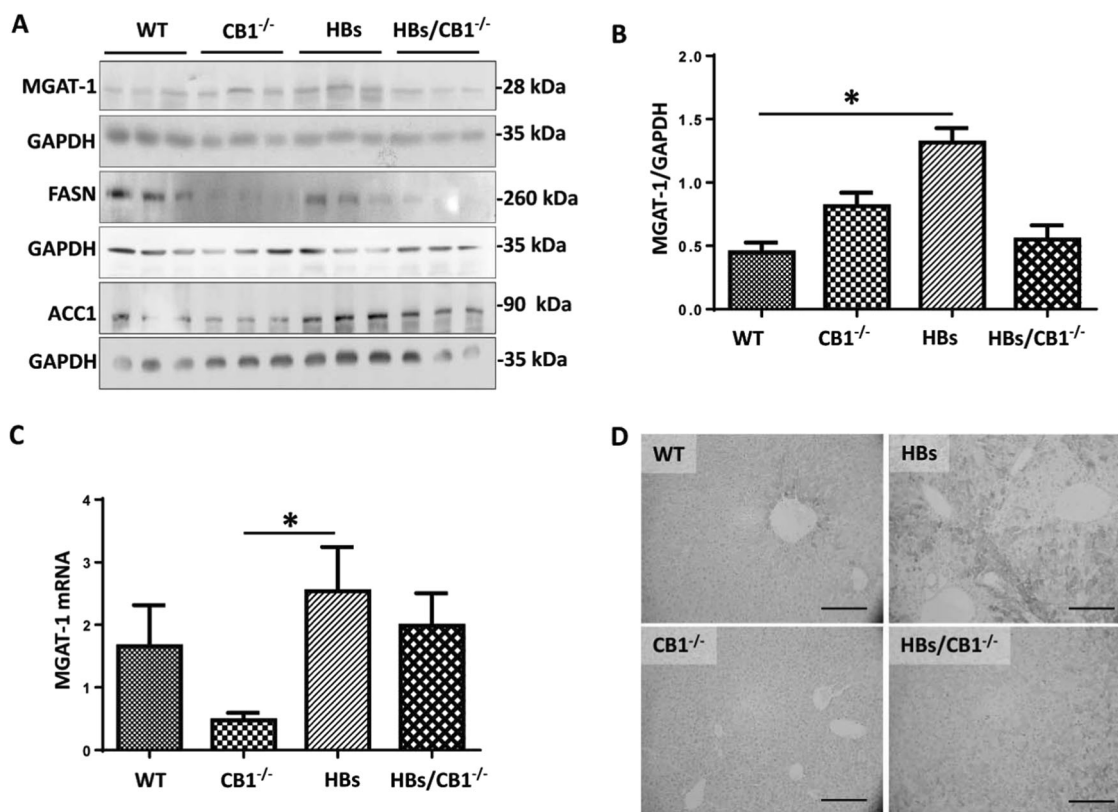 A
WT CB1-/- HBs HBs/CB1-/-
MGAT-1 -28 kDa
GAPDH -35 kDa
FASN -260 kDa
GAPDH -35 kDa
ACC1 -90 kDa
GAPDH -35 kDa
B
MGAT-1/GAPDH
2.0
1.5
1.0
0.5
0.0
*
WT CB1-/- HBs HBs/CB1-/-
C
MGAT-1 mRNA
4
3
2
1
0
*
WT CB1-/- HBs HBs/CB1-/-
D
WT HBs
CB1-/- HBs/CB1-/-